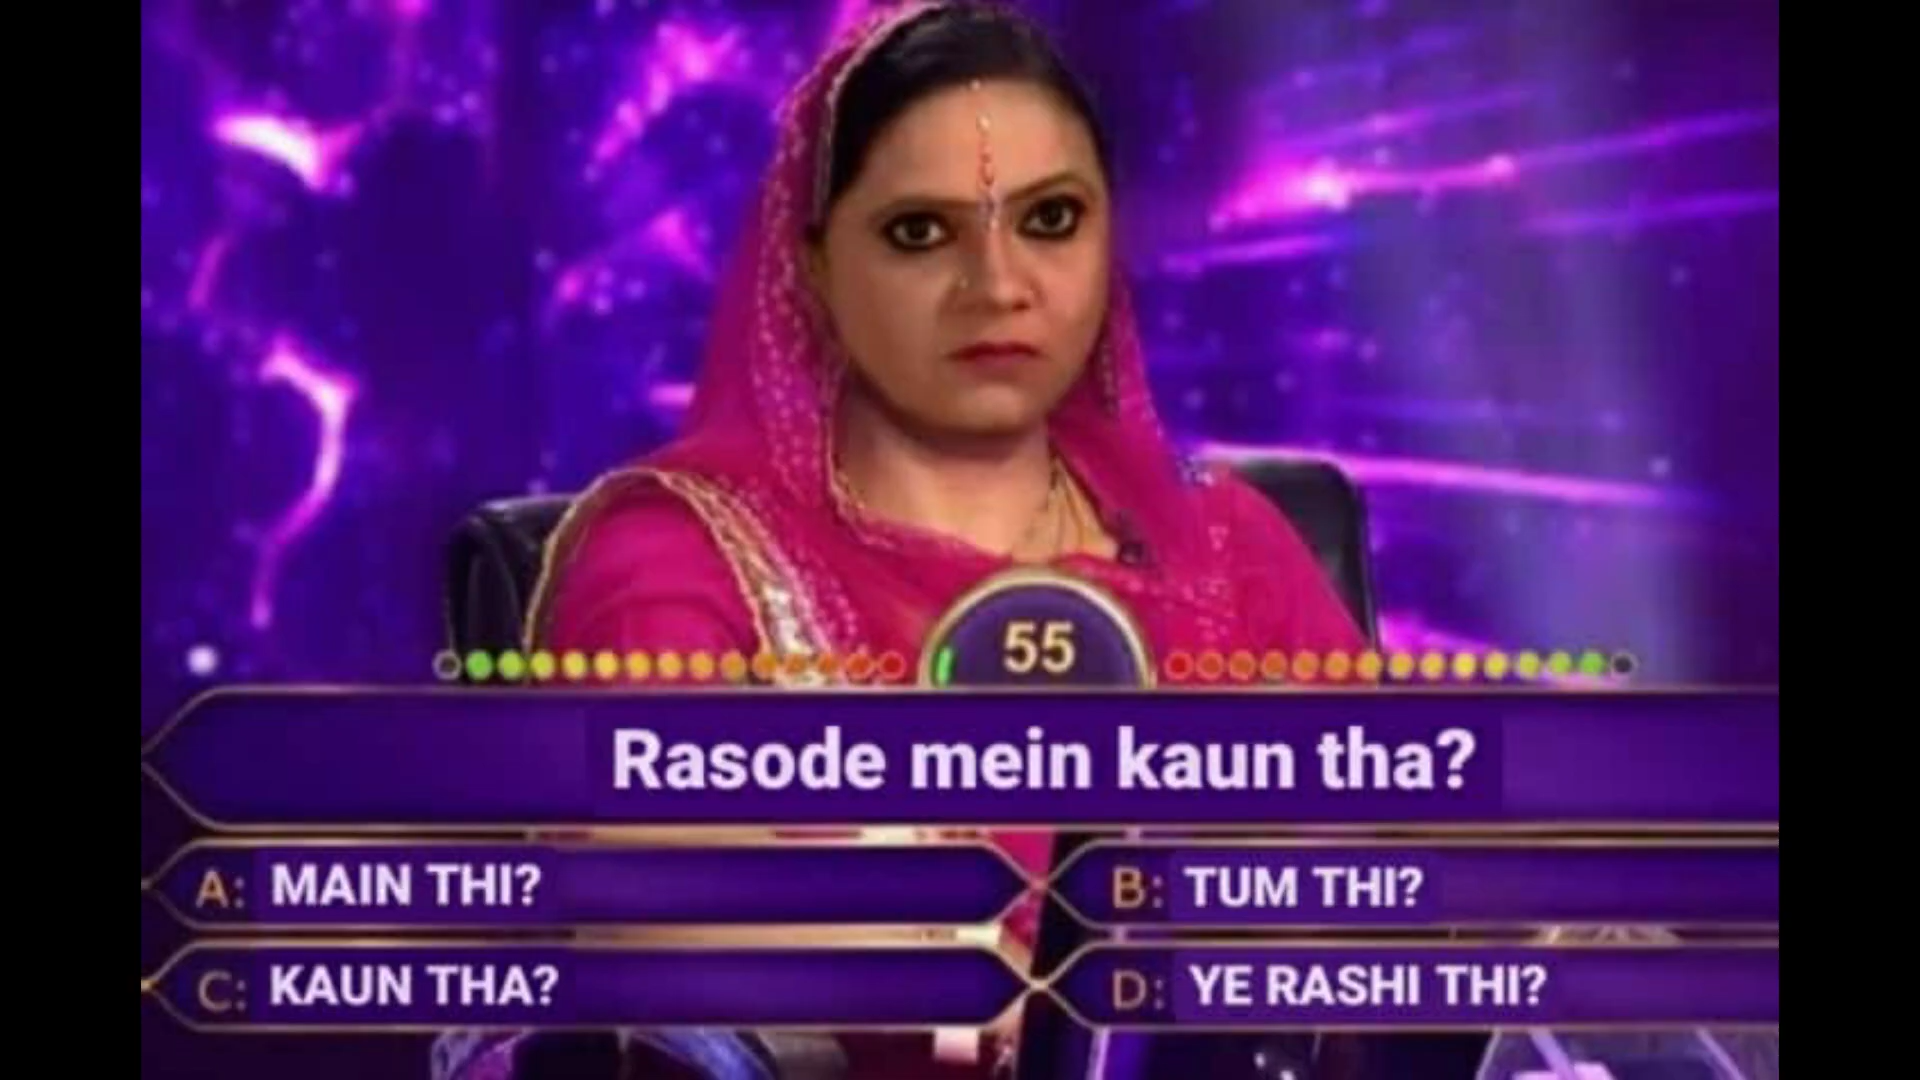 55
Rasode mein kaun tha?
A: MAIN THI?
B: TUM THI?
C: KAUN THA?
D: YE RASHI THI?